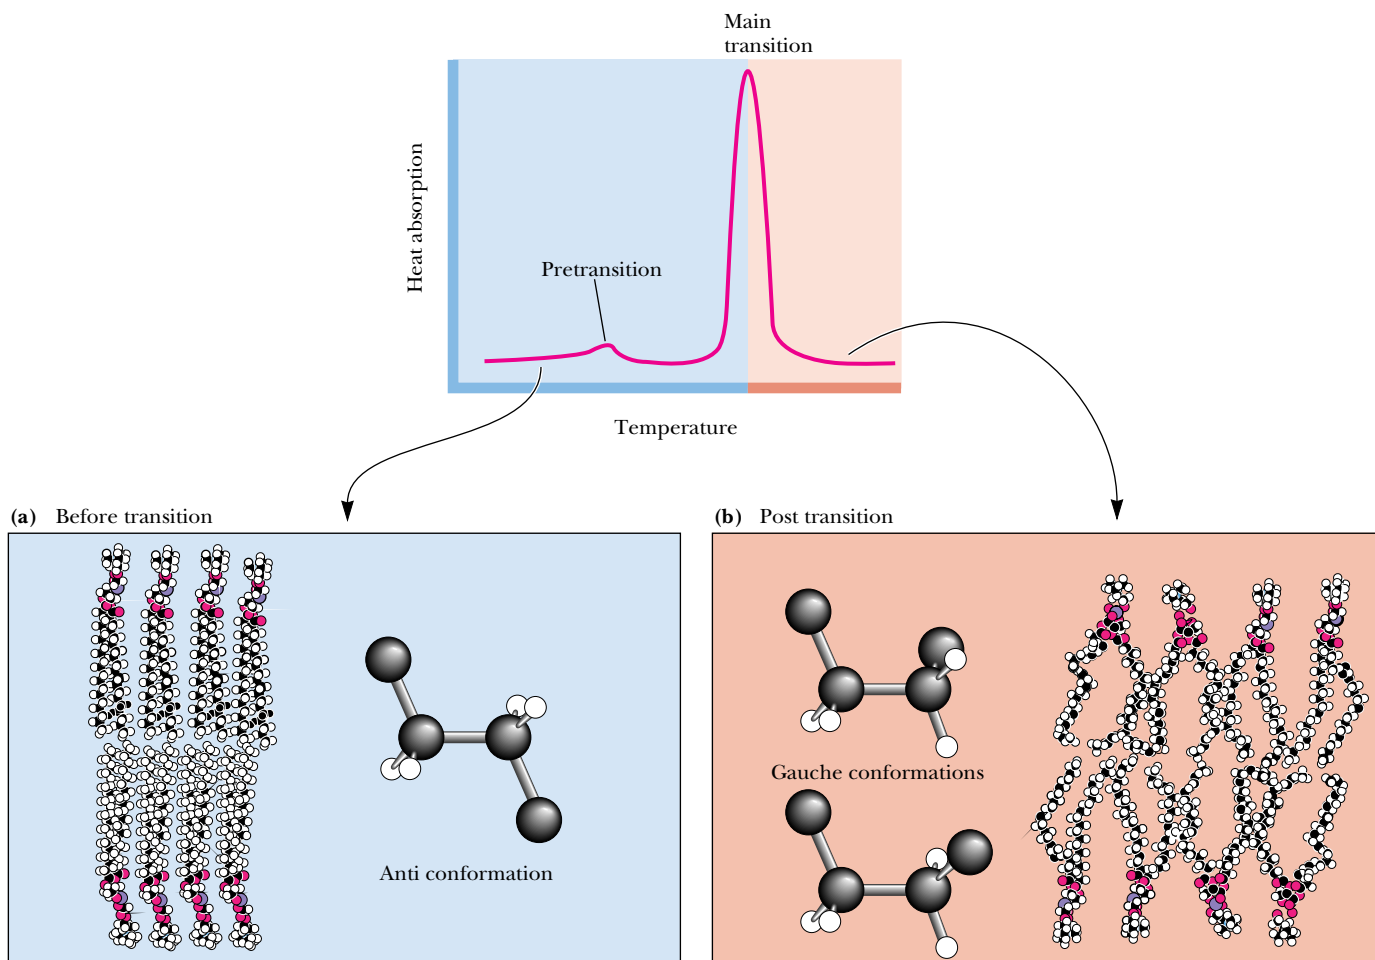 Main
transition
Heat absorption
Pretransition
Temperature
(a) Before transition
(b) Post transition
Anti conformation
Gauche conformations